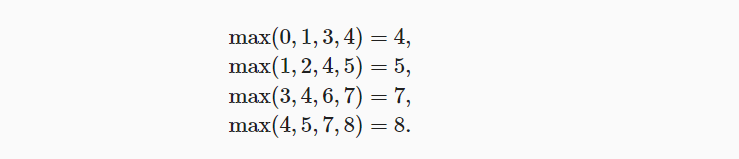 max(0, 1, 3, 4) = 4,
max(1, 2, 4, 5) = 5,
max(3, 4, 6, 7) = 7,
max(4, 5, 7, 8) = 8.